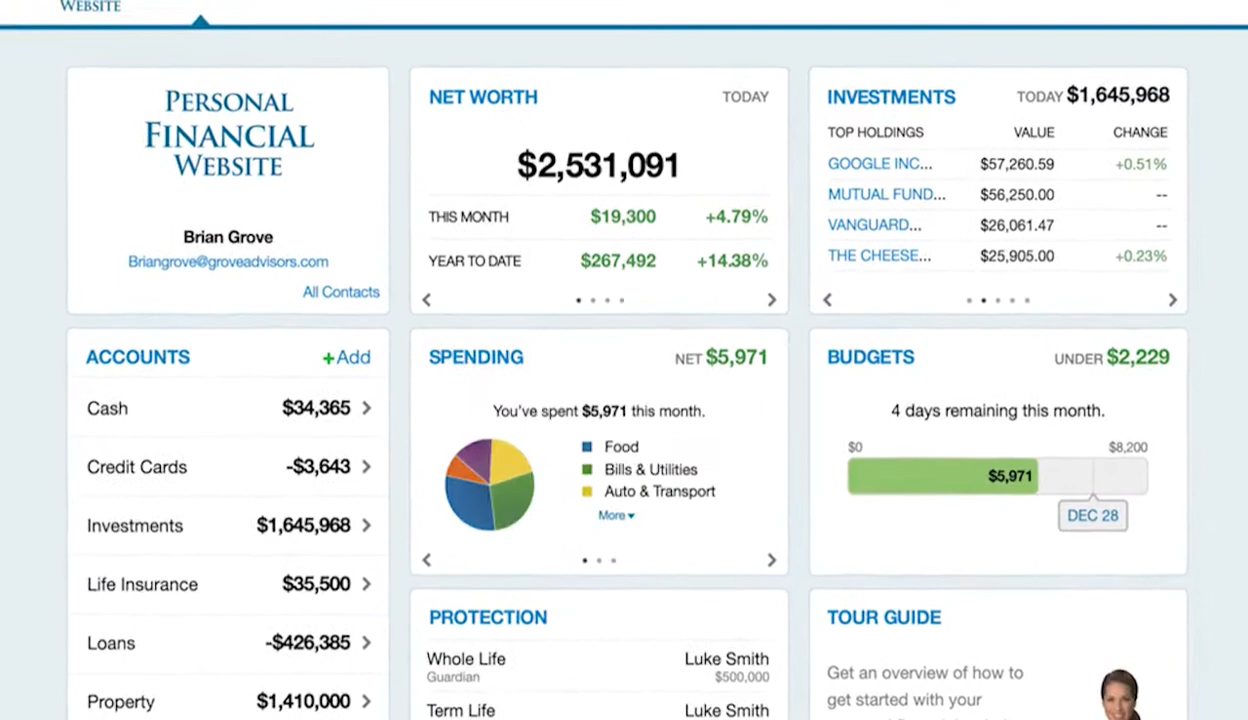 WEBSITE
PERSONAL
FINANCIAL
WEBSITE
Brian Grove
Briangrove@groveadvisors.com
All Contacts
NET WORTH TODAY
$2,531,091
THIS MONTH $19,300 +4.79%
YEAR TO DATE $267,492 +14.38%
INVESTMENTS TODAY $1,645,968
TOP HOLDINGS VALUE CHANGE
GOOGLE INC... $57,260.59 +0.51%
MUTUAL FUND... $56,250.00 --
VANGUARD... $26,061.47 --
THE CHEESE... $25,905.00 +0.23%
ACCOUNTS +Add
Cash $34,365
Credit Cards -$3,643
Investments $1,645,968
Life Insurance $35,500
Loans -$426,385
Property $1,410,000
SPENDING NET $5,971
You've spent $5,971 this month.
Food
Bills & Utilities
Auto & Transport
More
BUDGETS UNDER $2,229
4 days remaining this month.
$0 $8,200
$5,971
DEC 28
PROTECTION
Whole Life Luke Smith
Guardian $500,000
Term Life Luke Smith
TOUR GUIDE
Get an overview of how to
get started with your